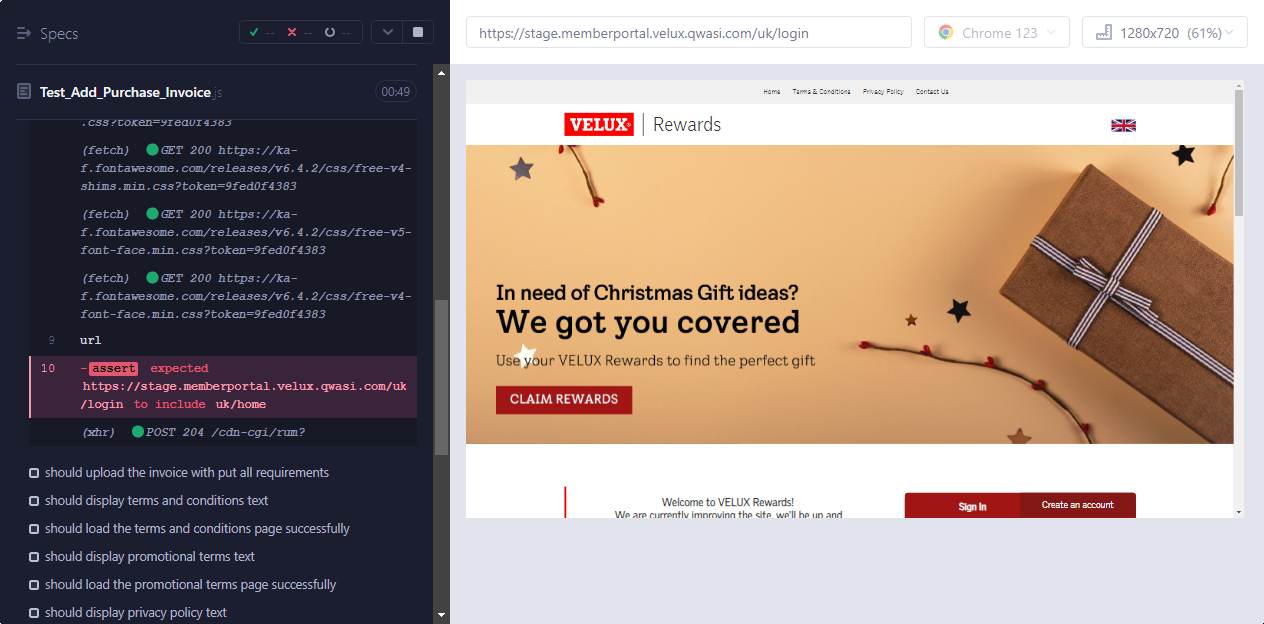 Specs
-- -- --
Test_Add_Purchase_Invoice.js
00:49
.css?token=9fed0f4383
(fetch) GET 200 https://ka-
f.fontawesome.com/releases/v6.4.2/css/free-v4-
shims.min.css?token=9fed0f4383
(fetch) GET 200 https://ka-
f.fontawesome.com/releases/v6.4.2/css/free-v5-
font-face.min.css?token=9fed0f4383
(fetch) GET 200 https://ka-
f.fontawesome.com/releases/v6.4.2/css/free-v4-
font-face.min.css?token=9fed0f4383
9 url
10 -assert expected
https://stage.memberportal.velux.qwasi.com/uk
/login to include uk/home
(xhr) POST 204 /cdn-cgi/rum?
should upload the invoice with put all requirements
should display terms and conditions text
should load the terms and conditions page successfully
should display promotional terms text
should load the promotional terms page successfully
should display privacy policy text
https://stage.memberportal.velux.qwasi.com/uk/login
Chrome 123
1280x720 (61%)
Home Terms & Conditions Privacy Policy Contact Us
VELUX® Rewards
In need of Christmas Gift ideas?
We got you covered
Use your VELUX Rewards to find the perfect gift
CLAIM REWARDS
Welcome to VELUX Rewards!
We are currently improving the site, we'll be up and
Sign In
Create an account